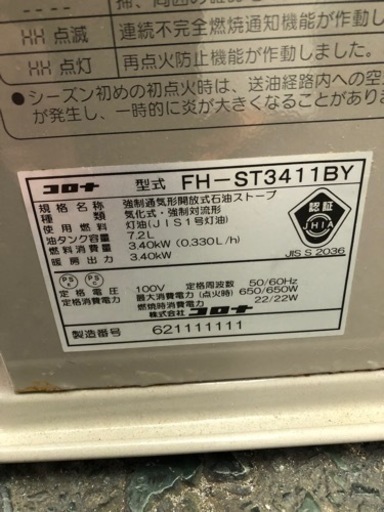 HH 点滅 連続不完全燃焼通知機能が作動し
HH 点灯 再点火防止機能が作動しました。
●シーズン初めの初点火時は、送油経路内への空
が発生し、一時的に炎が大きくなることがあります
コロナ 型式 FH-ST3411BY
規格名称 強制通気形開放式石油ストーブ
種類 気化式・強制対流形
使用燃料 灯油(JIS1号灯油)
油タンク容量 7.2L
燃料消費量 3.40kW (0.330L/h)
暖房出力 3.40kW
認証
JHIA
JIS S 2036
PS C PS E
定格電圧 100V 定格周波数 50/60Hz
定格消費電力 最大消費電力(点火時) 650/650W
燃焼時消費電力 22/22W
株式会社 コロナ
製造番号 621111111